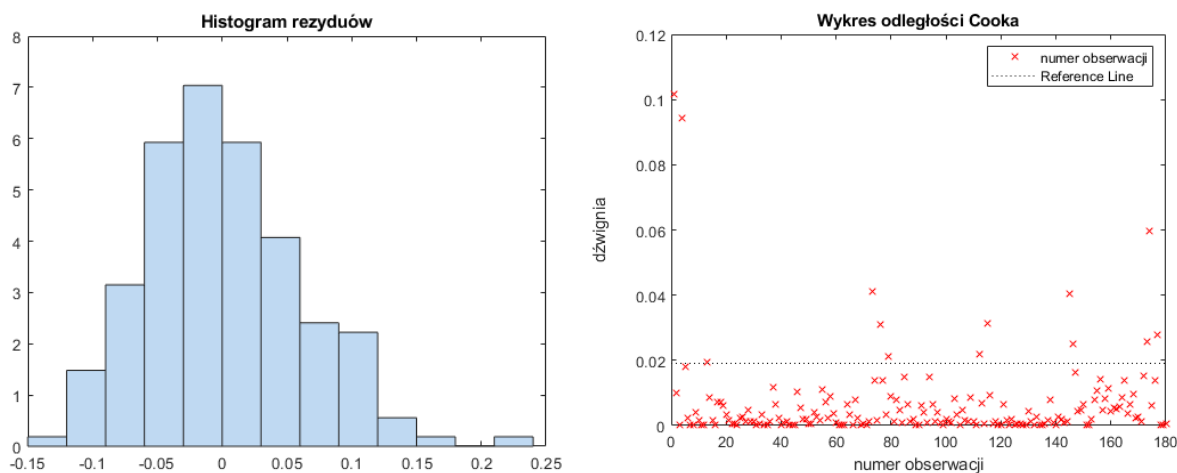 Histogram rezyduów
8
7
6
5
4
3
2
1
0
-0.15 -0.1 -0.05 0 0.05 0.1 0.15 0.2 0.25
Wykres odległości Cooka
0.12
0.1
0.08
0.06
0.04
0.02
0
dźwignia
numer obserwacji
Reference Line
0 20 40 60 80 100 120 140 160 180
numer obserwacji